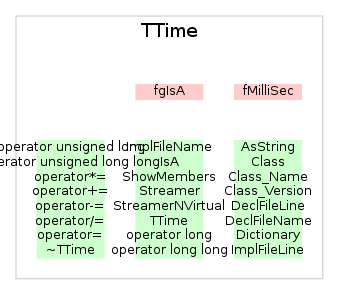 TTime
fgIsA
fMilliSec
operator unsigned long
operator unsigned long long
operator*=
operator+=
operator-=
operator/=
operator=
~TTime
ImplFileName
IsA
ShowMembers
Streamer
StreamerNVirtual
TTime
operator long
operator long long
AsString
Class
Class_Name
Class_Version
DeclFileLine
DeclFileName
Dictionary
ImplFileLine